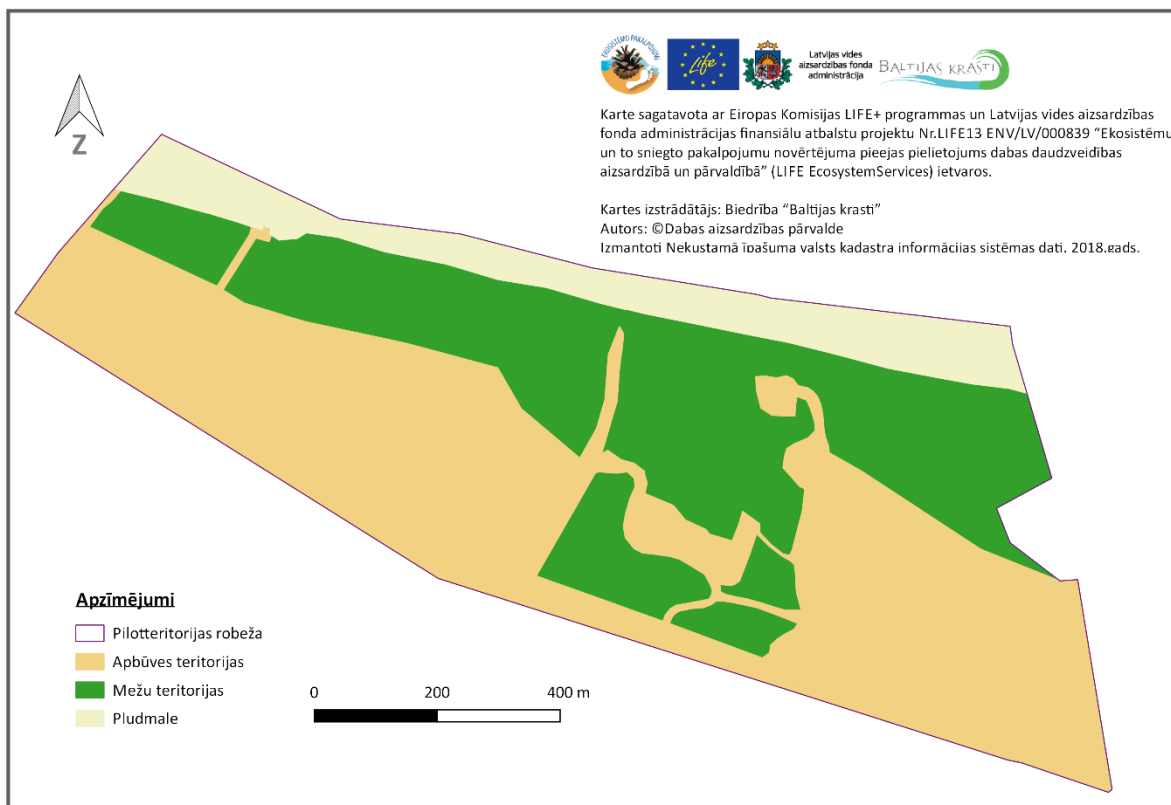 EKOSISTĒMU PAKALPOJUMI
Life
Latvijas vides
aizsardzības fonda
administrācija
BALTIJAS KRASTI
Karte sagatavota ar Eiropas Komisijas LIFE+ programmas un Latvijas vides aizsardzības
fonda administrācijas finansiālu atbalstu projektu Nr.LIFE13 ENV/LV/000839 “Ekosistēmu
un to sniegto pakalpojumu novērtējuma pieejas pielietojums dabas daudzveidības
aizsardzībā un pārvaldībā” (LIFE EcosystemServices) ietvaros.
Kartes izstrādātājs: Biedrība “Baltijas krasti”
Autors: ©Dabas aizsardzības pārvalde
Izmantoti Nekustamā īpašuma valsts kadastra informācijas sistēmas dati. 2018.gads.
Z
Apzīmējumi
Pilotteritorijas robeža
Apbūves teritorijas
Mežu teritorijas
Pludmale
0 200 400 m